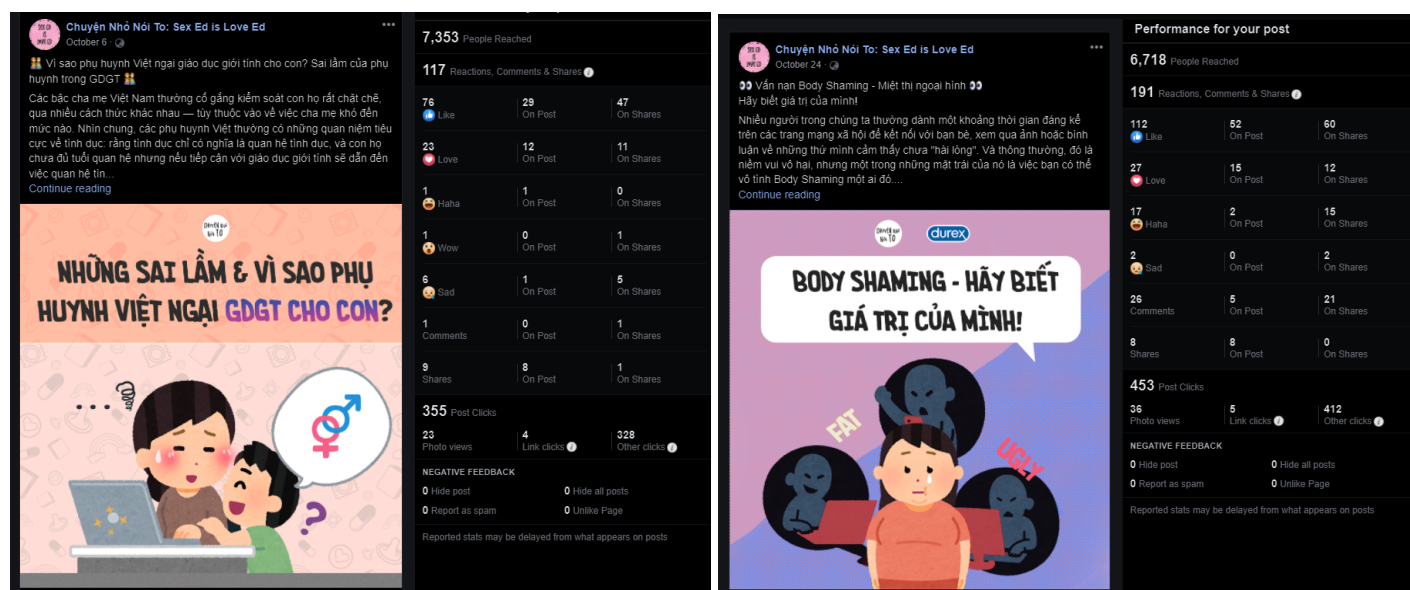 Chuyện Nhỏ Nói To: Sex Ed is Love Ed
October 6 ·
Vì sao phụ huynh Việt ngại giáo dục giới tính cho con? Sai lầm của phụ
huynh trong GDGT
Các bậc cha mẹ Việt Nam thường cố gắng kiểm soát con họ rất chặt chẽ,
qua nhiều cách thức khác nhau — tùy thuộc vào về việc cha mẹ khó đến
mức nào. Nhìn chung, các phụ huynh Việt thường có những quan niệm tiêu
cực về tình dục: rằng tình dục chỉ có nghĩa là quan hệ tình dục, và con họ
chưa đủ tuổi quan hệ nhưng nếu tiếp cận với giáo dục giới tính sẽ dẫn đến
việc quan hệ tìn...
Continue reading
CHUYỆN NHỎ
NÓI TO
NHỮNG SAI LẦM & VÌ SAO PHỤ
HUYNH VIỆT NGẠI GDGT CHO CON?
...
?
7,353 People Reached
117 Reactions, Comments & Shares
76 29 47
Like On Post On Shares
23 12 11
Love On Post On Shares
1 1 0
Haha On Post On Shares
1 0 1
Wow On Post On Shares
6 1 5
Sad On Post On Shares
1 0 1
Comments On Post On Shares
9 8 1
Shares On Post On Shares
355 Post Clicks
23 4 328
Photo views Link clicks Other clicks
NEGATIVE FEEDBACK
0 Hide post 0 Hide all posts
0 Report as spam 0 Unlike Page
Reported stats may be delayed from what appears on posts
Chuyện Nhỏ Nói To: Sex Ed is Love Ed
October 24 ·
Vấn nạn Body Shaming - Miệt thị ngoại hình
Hãy biết giá trị của mình!
Nhiều người trong chúng ta thường dành một khoảng thời gian đáng kể
trên các trang mạng xã hội để kết nối với bạn bè, xem qua ảnh hoặc bình
luận về những thứ mình cảm thấy chưa "hài lòng". Và thông thường, đó là
niềm vui vô hại, nhưng một trong những mặt trái của nó là việc bạn có thể
vô tình Body Shaming một ai đó....
Continue reading
CHUYỆN NHỎ
NÓI TO
durex
BODY SHAMING - HÃY BIẾT
GIÁ TRỊ CỦA MÌNH!
FAT
UGLY
Performance for your post
6,718 People Reached
191 Reactions, Comments & Shares
112 52 60
Like On Post On Shares
27 15 12
Love On Post On Shares
17 2 15
Haha On Post On Shares
2 0 2
Sad On Post On Shares
26 5 21
Comments On Post On Shares
8 8 0
Shares On Post On Shares
453 Post Clicks
36 5 412
Photo views Link clicks Other clicks
NEGATIVE FEEDBACK
0 Hide post 0 Hide all posts
0 Report as spam 0 Unlike Page
Reported stats may be delayed from what appears on posts